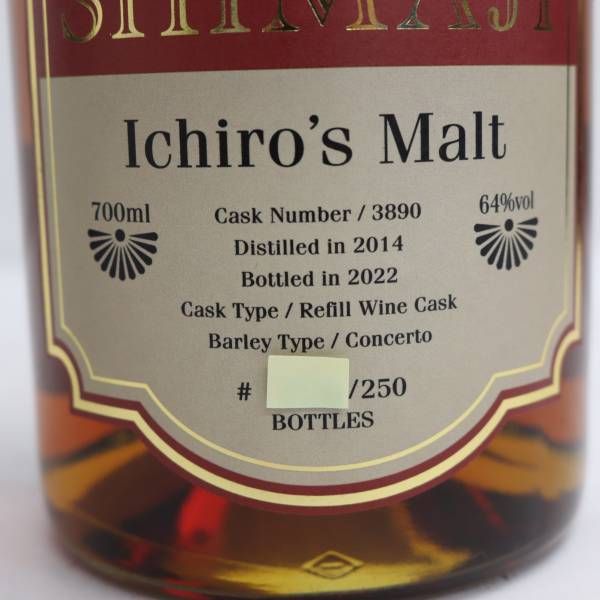 SHIMAJI
Ichiro's Malt
700ml
64%vol
Cask Number / 3890
Distilled in 2014
Bottled in 2022
Cask Type / Refill Wine Cask
Barley Type / Concerto
# /250
BOTTLES